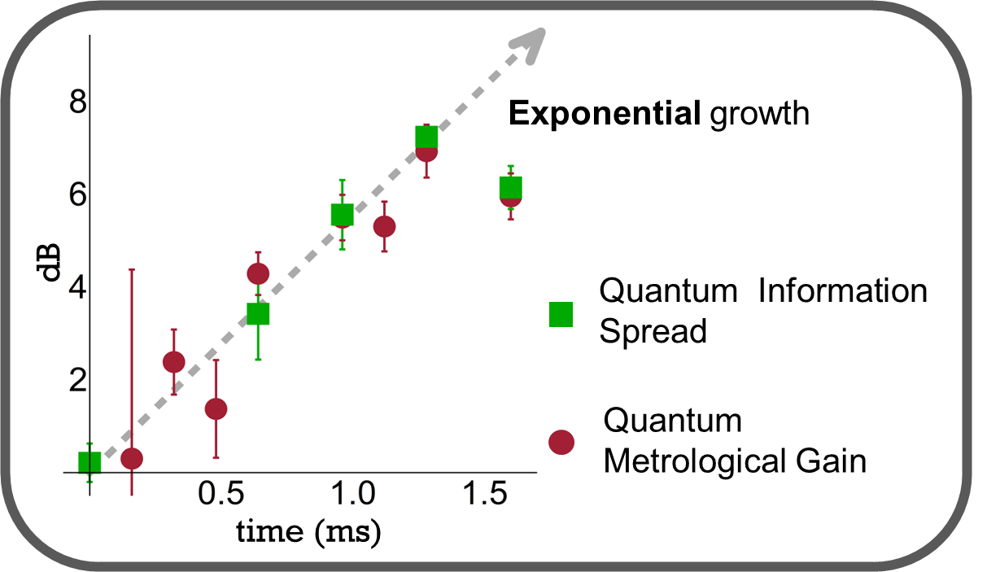 8
6
4
2
dB
0.5 1.0 1.5
time (ms)
Exponential growth
Quantum Information
Spread
Quantum
Metrological Gain